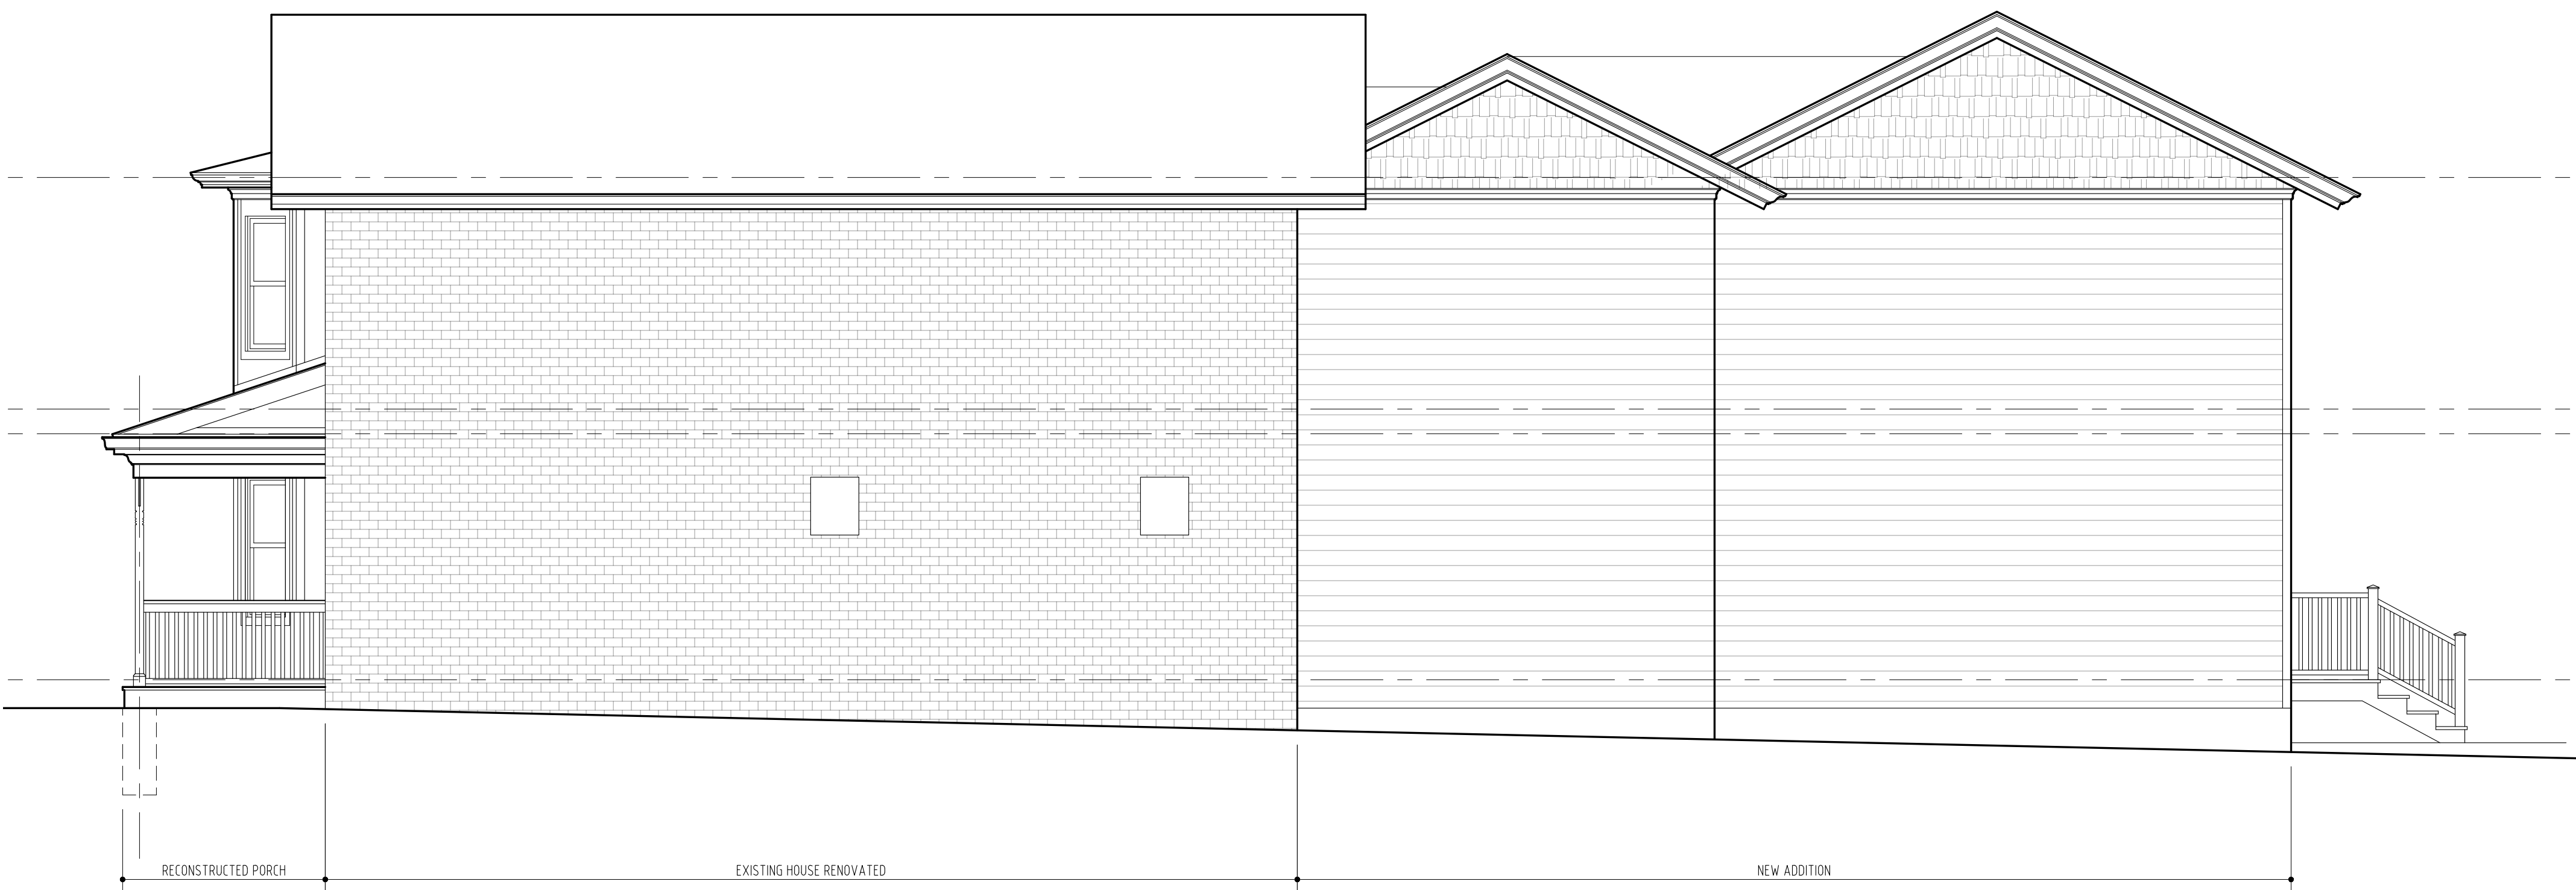 RECONSTRUCTED PORCH
EXISTING HOUSE RENOVATED
NEW ADDITION